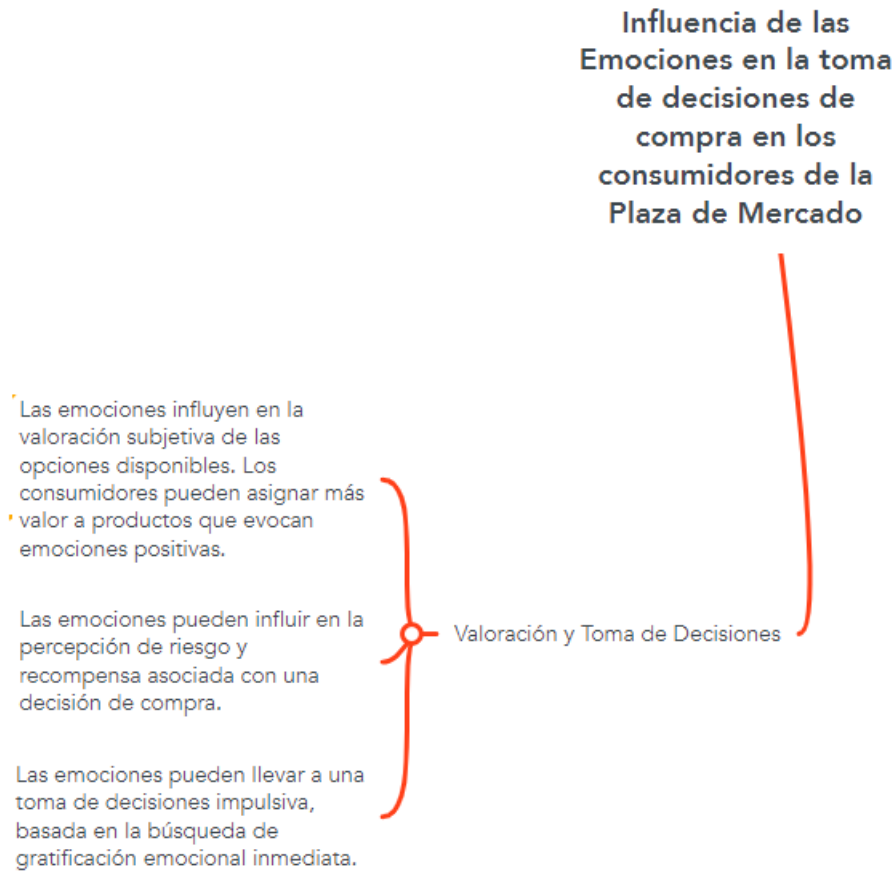 Influencia de las
Emociones en la toma
de decisiones de
compra en los
consumidores de la
Plaza de Mercado
Las emociones influyen en la
valoración subjetiva de las
opciones disponibles. Los
consumidores pueden asignar más
valor a productos que evocan
emociones positivas.
Las emociones pueden influir en la
percepción de riesgo y
recompensa asociada con una
decisión de compra.
Valoración y Toma de Decisiones
Las emociones pueden llevar a una
toma de decisiones impulsiva,
basada en la búsqueda de
gratificación emocional inmediata.